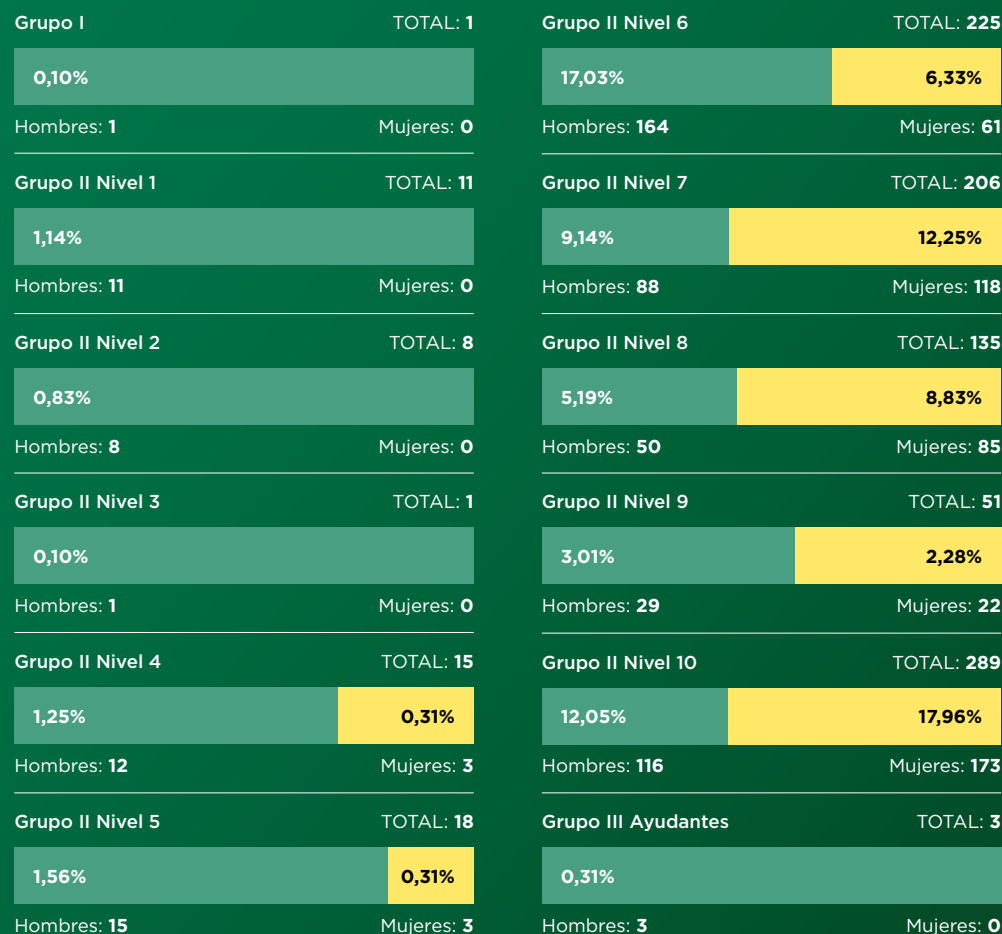 Grupo I TOTAL: 1
0,10%
Hombres: 1 Mujeres: 0
Grupo II Nivel 1 TOTAL: 11
1,14%
Hombres: 11 Mujeres: 0
Grupo II Nivel 2 TOTAL: 8
0,83%
Hombres: 8 Mujeres: 0
Grupo II Nivel 3 TOTAL: 1
0,10%
Hombres: 1 Mujeres: 0
Grupo II Nivel 4 TOTAL: 15
1,25% 0,31%
Hombres: 12 Mujeres: 3
Grupo II Nivel 5 TOTAL: 18
1,56% 0,31%
Hombres: 15 Mujeres: 3
Grupo II Nivel 6 TOTAL: 225
17,03% 6,33%
Hombres: 164 Mujeres: 61
Grupo II Nivel 7 TOTAL: 206
9,14% 12,25%
Hombres: 88 Mujeres: 118
Grupo II Nivel 8 TOTAL: 135
5,19% 8,83%
Hombres: 50 Mujeres: 85
Grupo II Nivel 9 TOTAL: 51
3,01% 2,28%
Hombres: 29 Mujeres: 22
Grupo II Nivel 10 TOTAL: 289
12,05% 17,96%
Hombres: 116 Mujeres: 173
Grupo III Ayudantes TOTAL: 3
0,31%
Hombres: 3 Mujeres: 0